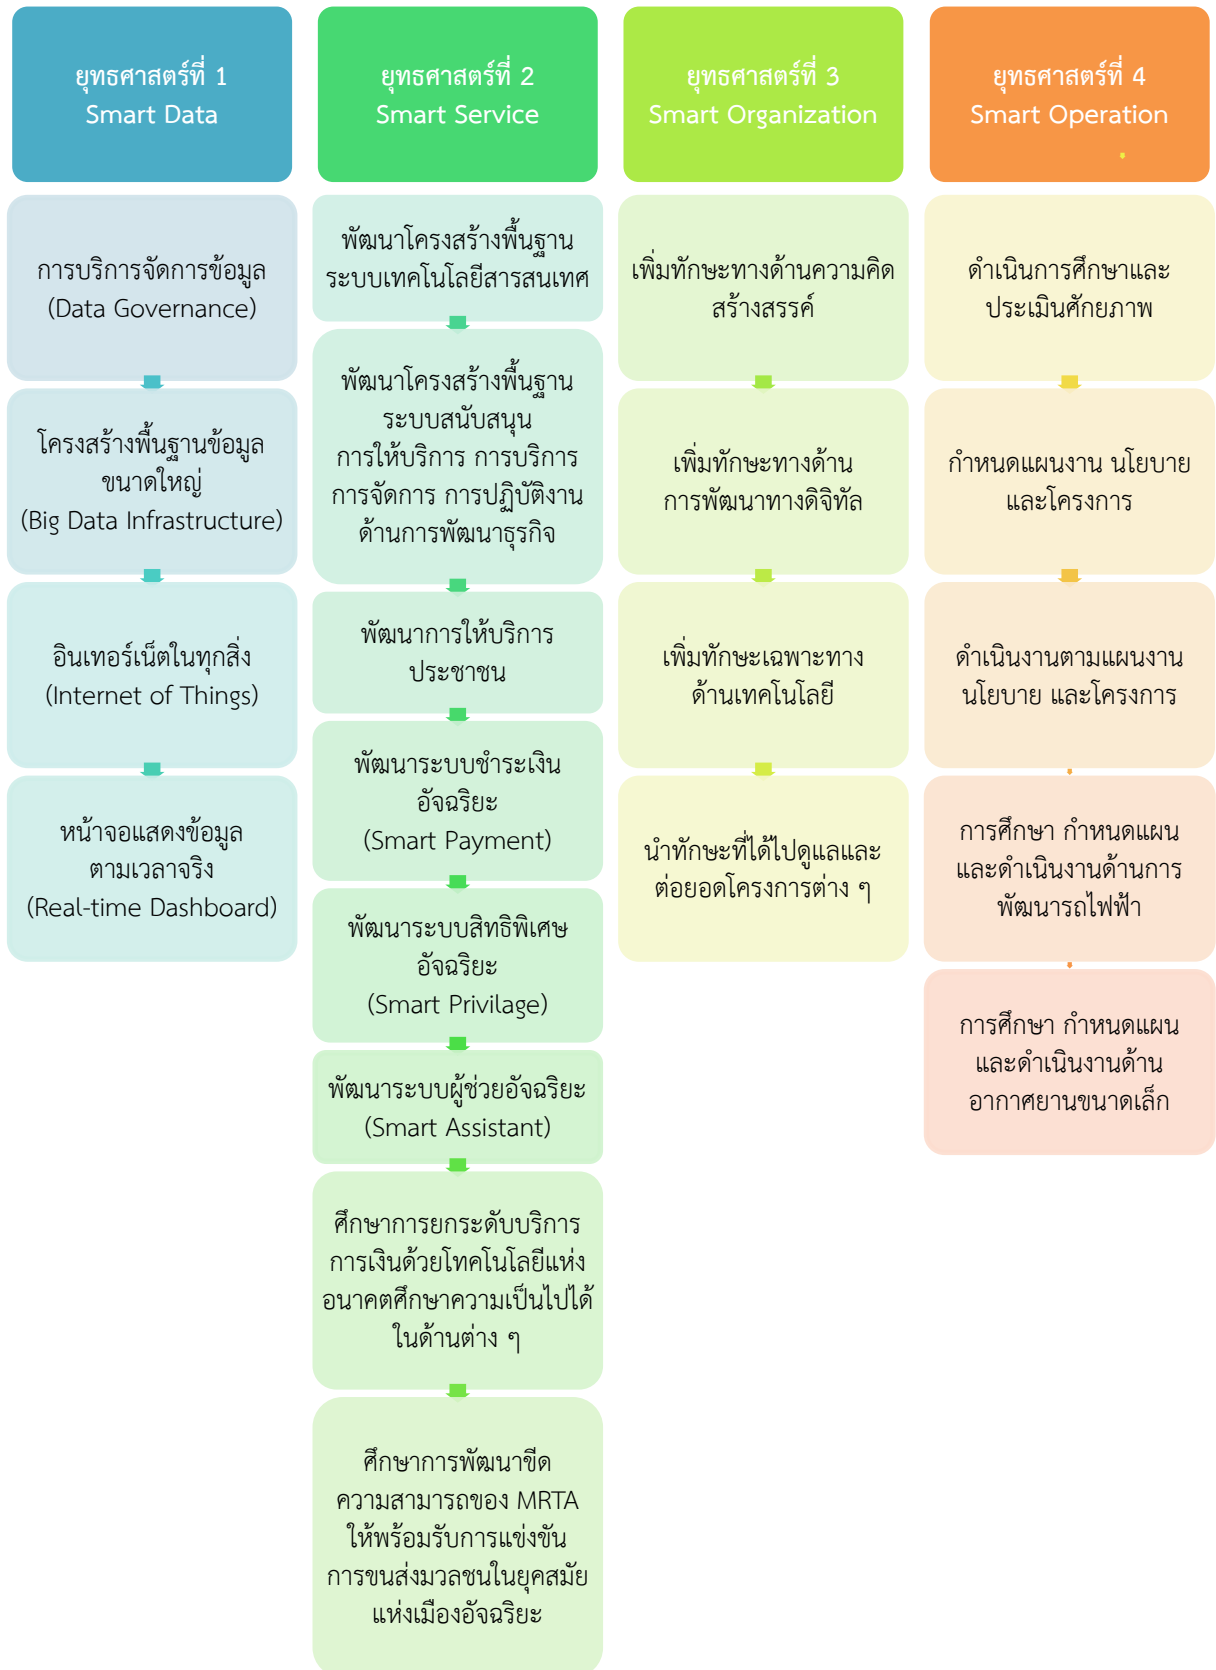 ยุทธศาสตร์ที่ 1
Smart Data
การบริการจัดการข้อมูล
(Data Governance)
โครงสร้างพื้นฐานข้อมูล
ขนาดใหญ่
(Big Data Infrastructure)
อินเทอร์เน็ตในทุกสิ่ง
(Internet of Things)
หน้าจอแสดงข้อมูล
ตามเวลาจริง
(Real-time Dashboard)
ยุทธศาสตร์ที่ 2
Smart Service
พัฒนาโครงสร้างพื้นฐาน
ระบบเทคโนโลยีสารสนเทศ
พัฒนาโครงสร้างพื้นฐาน
ระบบสนับสนุน
การให้บริการ การบริการ
การจัดการ การปฏิบัติงาน
ด้านการพัฒนาธุรกิจ
พัฒนาการให้บริการ
ประชาชน
พัฒนาระบบชำระเงิน
อัจฉริยะ
(Smart Payment)
พัฒนาระบบสิทธิพิเศษ
อัจฉริยะ
(Smart Privilage)
พัฒนาระบบผู้ช่วยอัจฉริยะ
(Smart Assistant)
ศึกษาการยกระดับบริการ
การเงินด้วยโทคโนโลยีแห่ง
อนาคตศึกษาความเป็นไปได้
ในด้านต่าง ๆ
ศึกษาการพัฒนาขีด
ความสามารถของ MRTA
ให้พร้อมรับการแข่งขัน
การขนส่งมวลชนในยุคสมัย
แห่งเมืองอัจฉริยะ
ยุทธศาสตร์ที่ 3
Smart Organization
เพิ่มทักษะทางด้านความคิด
สร้างสรรค์
เพิ่มทักษะทางด้าน
การพัฒนาทางดิจิทัล
เพิ่มทักษะเฉพาะทาง
ด้านเทคโนโลยี
นำทักษะที่ได้ไปดูแลและ
ต่อยอดโครงการต่าง ๆ
ยุทธศาสตร์ที่ 4
Smart Operation
ดำเนินการศึกษาและ
ประเมินศักยภาพ
กำหนดแผนงาน นโยบาย
และโครงการ
ดำเนินงานตามแผนงาน
นโยบาย และโครงการ
การศึกษา กำหนดแผน
และดำเนินงานด้านการ
พัฒนารถไฟฟ้า
การศึกษา กำหนดแผน
และดำเนินงานด้าน
อากาศยานขนาดเล็ก